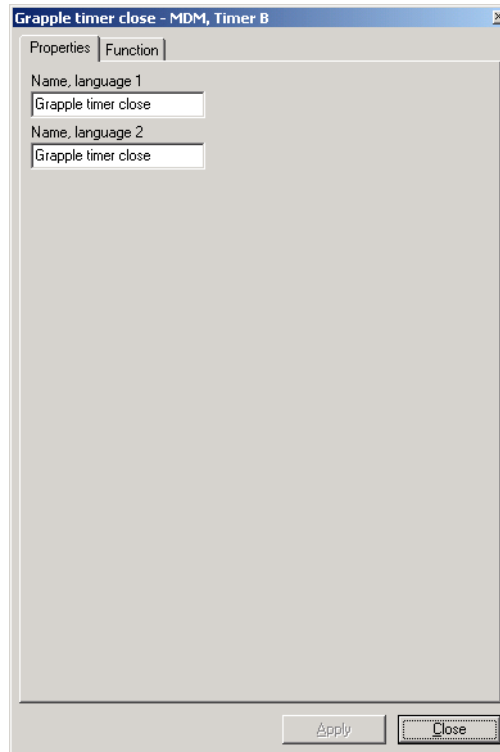 Grapple timer close - MDM, Timer B
Properties Function
Name, language 1
Grapple timer close
Name, language 2
Grapple timer close
Apply Close